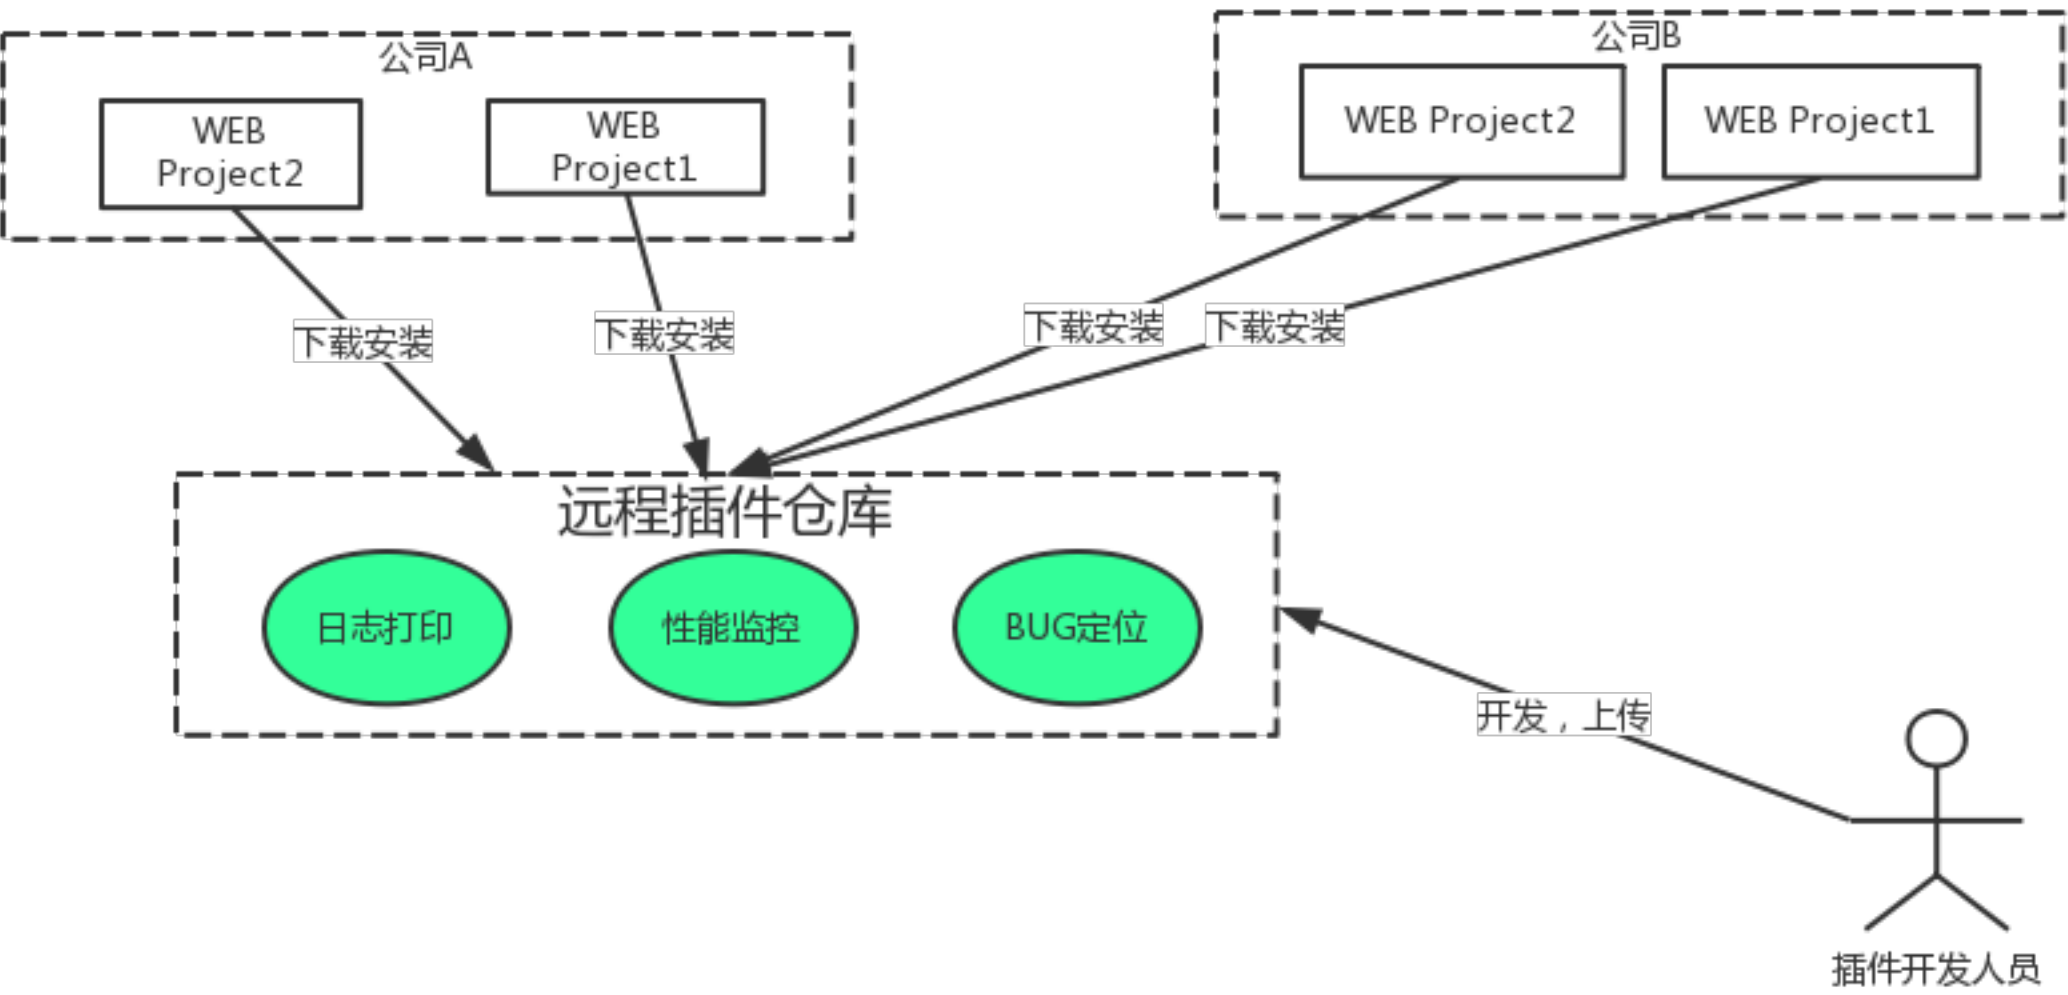 公司A
WEB
Project2
WEB
Project1
公司B
WEB Project2
WEB Project1
下载安装
下载安装
下载安装
下载安装
远程插件仓库
日志打印
性能监控
BUG定位
开发，上传
插件开发人员